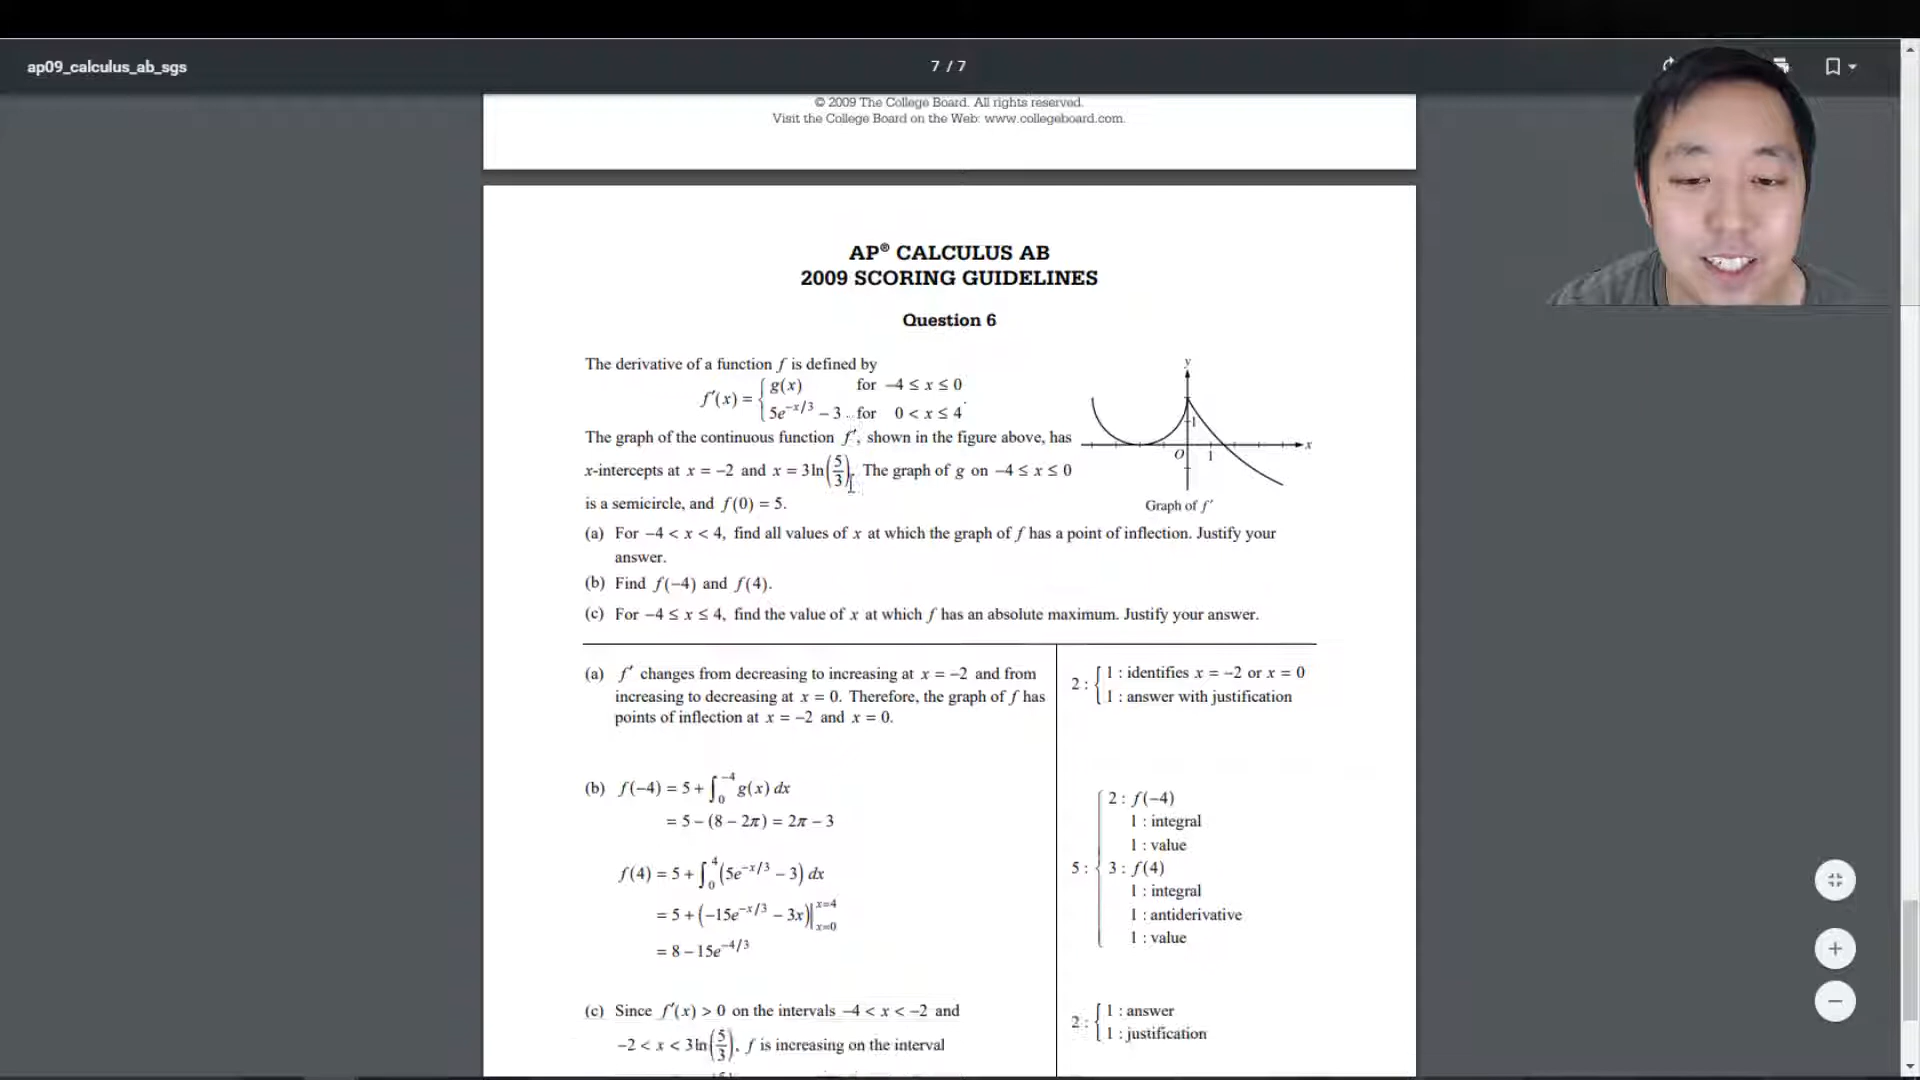 ap09_calculus_ab_sgs
7 / 7
© 2009 The College Board. All rights reserved.
Visit the College Board on the Web: www.collegeboard.com.
AP® CALCULUS AB
2009 SCORING GUIDELINES
Question 6
The derivative of a function f is defined by
f′(x) = { g(x) for −4 ≤ x ≤ 0
5e^{−x/3} − 3 for 0 < x ≤ 4
The graph of the continuous function f′, shown in the figure above, has
x-intercepts at x = −2 and x = 3ln(5/3). The graph of g on −4 ≤ x ≤ 0
is a semicircle, and f(0) = 5.
y
1
O
1
x
Graph of f′
(a) For −4 < x < 4, find all values of x at which the graph of f has a point of inflection. Justify your
answer.
(b) Find f(−4) and f(4).
(c) For −4 ≤ x ≤ 4, find the value of x at which f has an absolute maximum. Justify your answer.
(a) f′ changes from decreasing to increasing at x = −2 and from
increasing to decreasing at x = 0. Therefore, the graph of f has
points of inflection at x = −2 and x = 0.
2 : { 1 : identifies x = −2 or x = 0
1 : answer with justification
(b) f(−4) = 5 + ∫_0^{−4} g(x) dx
= 5 − (8 − 2π) = 2π − 3
f(4) = 5 + ∫_0^4 (5e^{−x/3} − 3) dx
= 5 + (−15e^{−x/3} − 3x)|_{x=0}^{x=4}
= 8 − 15e^{−4/3}
5 : { 2 : f(−4)
1 : integral
1 : value
3 : f(4)
1 : integral
1 : antiderivative
1 : value
(c) Since f′(x) > 0 on the intervals −4 < x < −2 and
−2 < x < 3ln(5/3), f is increasing on the interval
2 : { 1 : answer
1 : justification